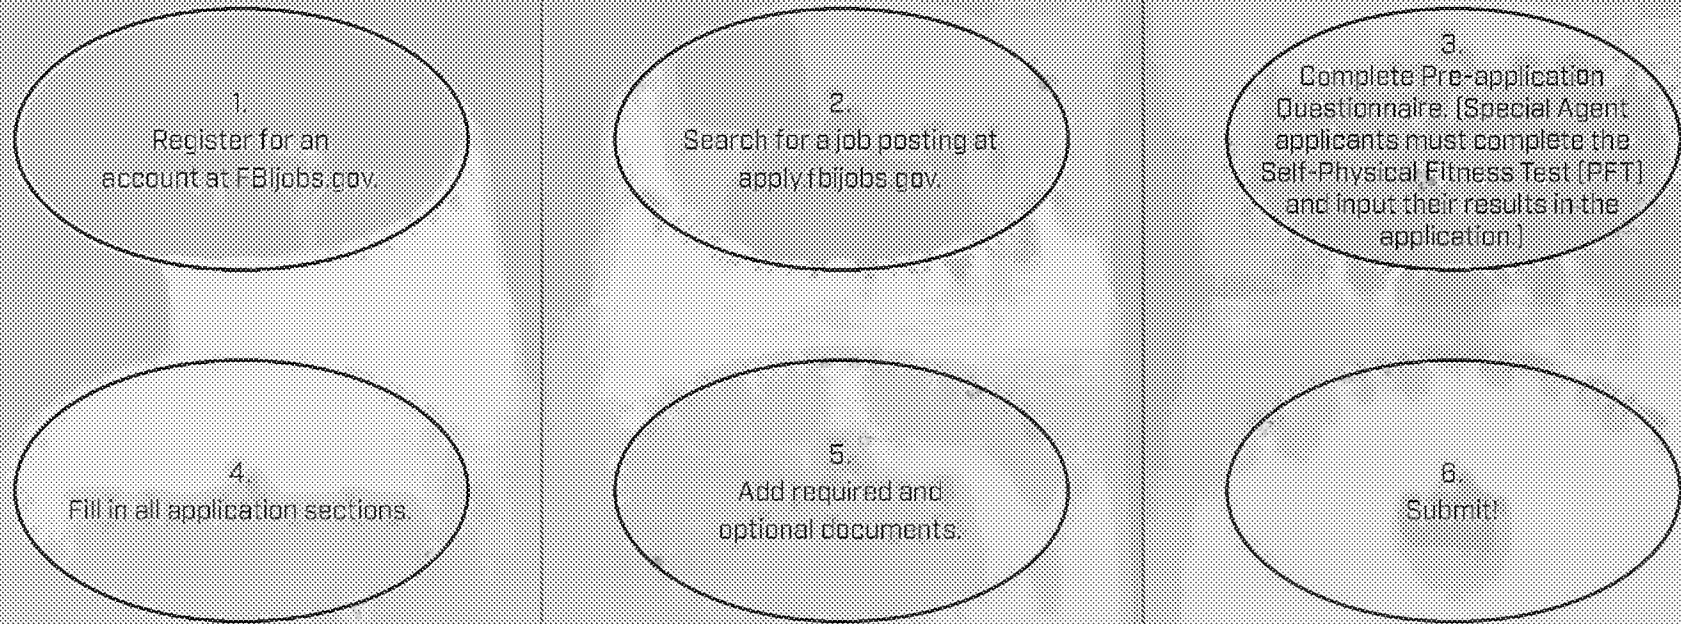 1.
Register for an
account at FBIjobs.gov.
2.
Search for a job posting at
apply.fbijobs.gov.
3.
Complete Pre-application
Questionnaire. (Special Agent
applicants must complete the
Self-Physical Fitness Test (PFT)
and input their results in the
application.)
4.
Fill in all application sections.
5.
Add required and
optional documents.
6.
Submit!